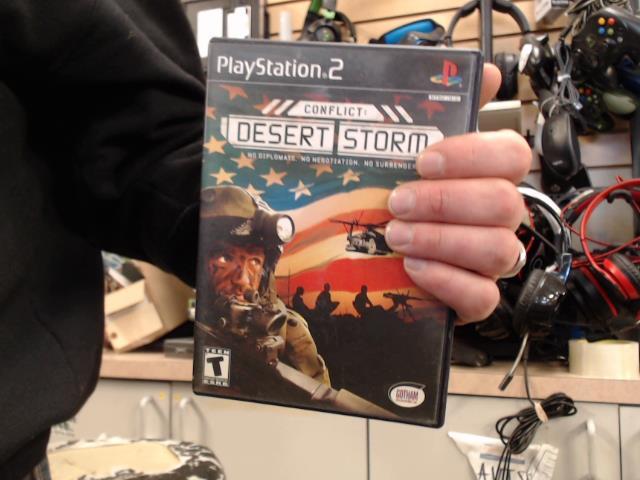 PlayStation®2
CONFLICT:
DESERT STORM
NO DIPLOMATS. NO NEGOTIATION. NO SURRENDER
TEEN
T
ESRB
GOTHAM